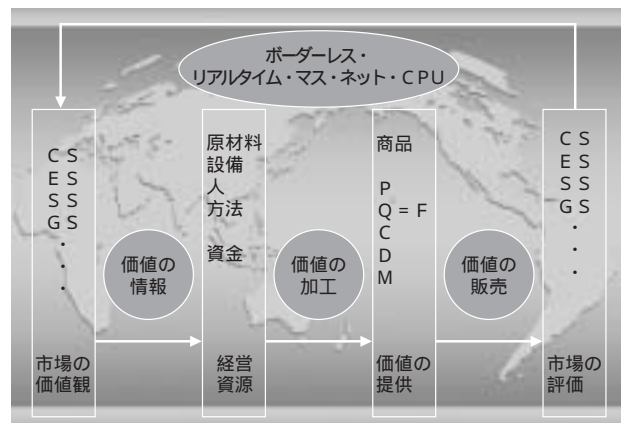 ボーダーレス・
リアルタイム・マス・ネット・CPU
C S
E S
S S
G S
・
・
・
市場の
価値観
価値の
情報
原材料
設備
人
方法
資金
経営
資源
価値の
加工
商品
P
Q = F
C
D
M
価値の
提供
価値の
販売
C S
E S
S S
G S
・
・
・
市場の
評価